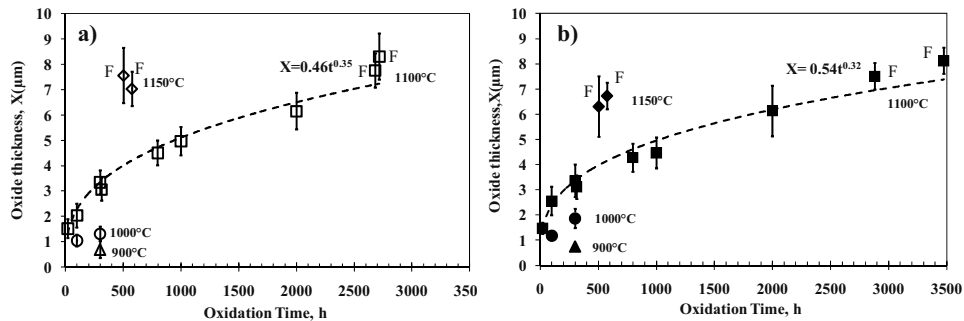 a)
Oxide thickness, X(µm)
10
9
8
7
6
5
4
3
2
1
0
F
F
1150°C
X=0.46t^0.35
F
F
1100°C
1000°C
900°C
0
500
1000
1500
2000
2500
300
Oxidation Time, h
b)
Oxide thickness,X(µm)
10
9
8
7
6
5
4
3
2
1
0
F
F
1150°C
X= 0.54t^0.32
F
F
1100°C
1000°C
900°C
0
500
1000
1500
2000
2500
3000
3500
Oxidation Time, h